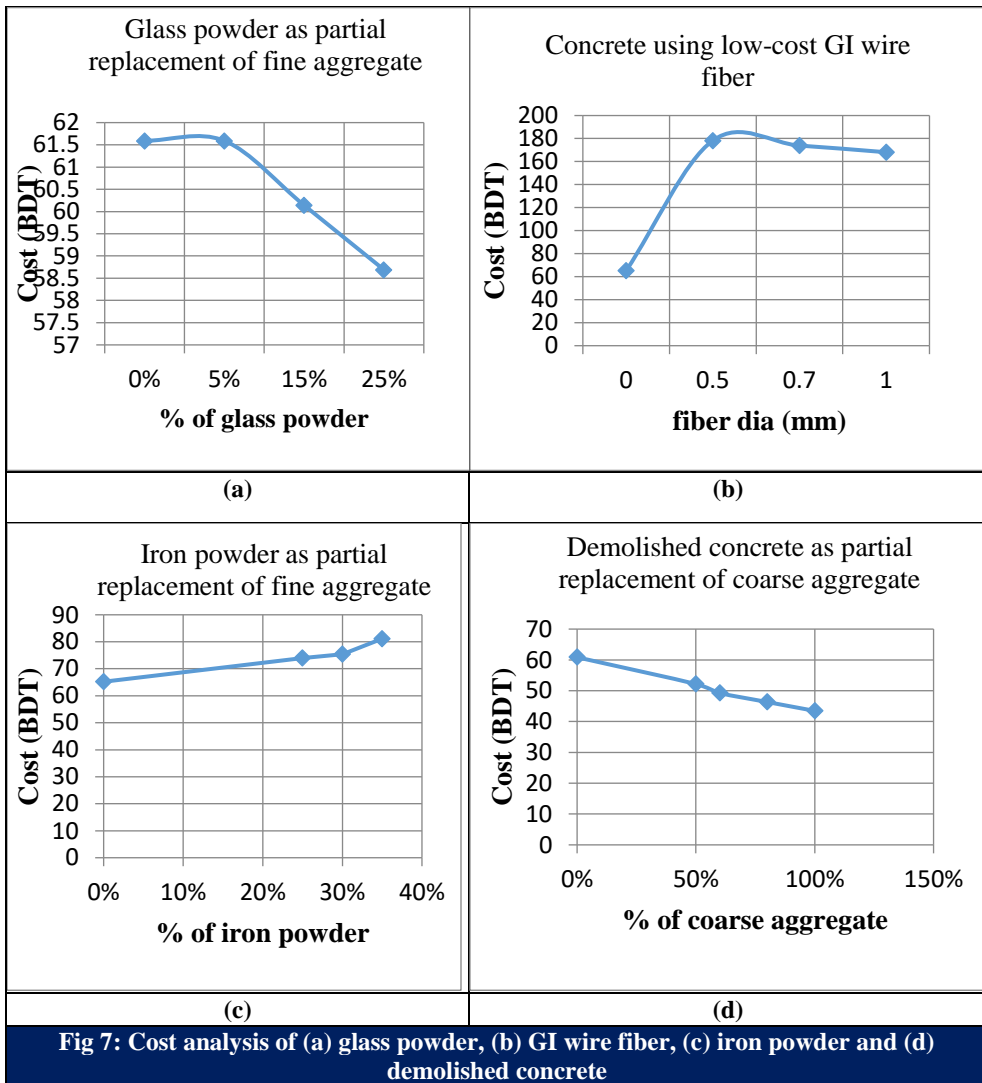 Glass powder as partial
replacement of fine aggregate
Cost (BDT)
62
61.5
61
60.5
60
59.5
59
58.5
58
57.5
57
0% 5% 15% 25%
% of glass powder
(a)
Concrete using low-cost GI wire
fiber
Cost (BDT)
200
180
160
140
120
100
80
60
40
20
0
0 0.5 0.7 1
fiber dia (mm)
(b)
Iron powder as partial
replacement of fine aggregate
Cost (BDT)
90
80
70
60
50
40
30
20
10
0
0% 10% 20% 30% 40%
% of iron powder
(c)
Demolished concrete as partial
replacement of coarse aggregate
Cost (BDT)
70
60
50
40
30
20
10
0
0% 50% 100% 150%
% of coarse aggregate
(d)
Fig 7: Cost analysis of (a) glass powder, (b) GI wire fiber, (c) iron powder and (d)
demolished concrete